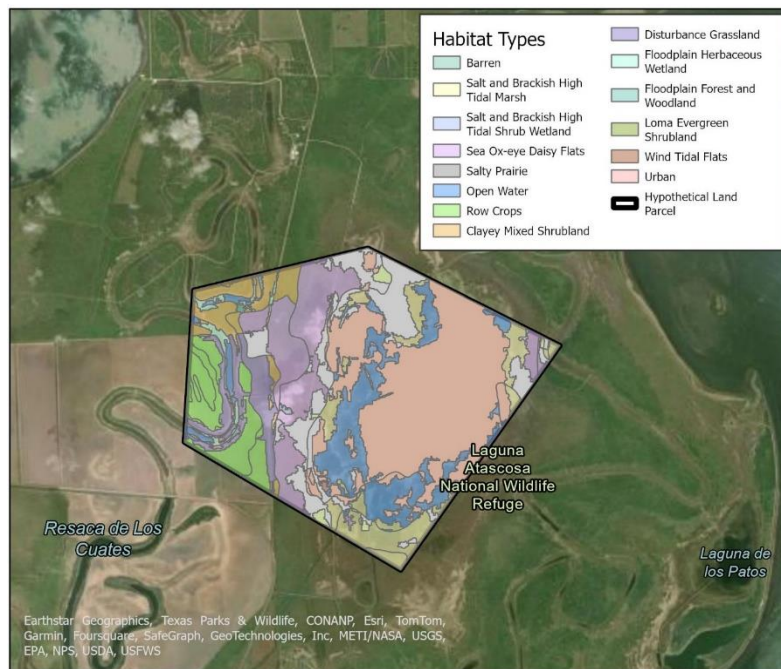 Habitat Types
Barren
Salt and Brackish High
Tidal Marsh
Salt and Brackish High
Tidal Shrub Wetland
Sea Ox-eye Daisy Flats
Salty Prairie
Open Water
Row Crops
Clayey Mixed Shrubland
Disturbance Grassland
Floodplain Herbaceous
Wetland
Floodplain Forest and
Woodland
Loma Evergreen
Shrubland
Wind Tidal Flats
Urban
Hypothetical Land
Parcel
Laguna
Atascosa
National Wildlife
Refuge
Resaca de Los
Cuates
Laguna de
los Patos
Earthstar Geographics, Texas Parks & Wildlife, CONANP, Esri, TomTom,
Garmin, Foursquare, SafeGraph, GeoTechnologies, Inc, METI/NASA, USGS,
EPA, NPS, USDA, USFWS